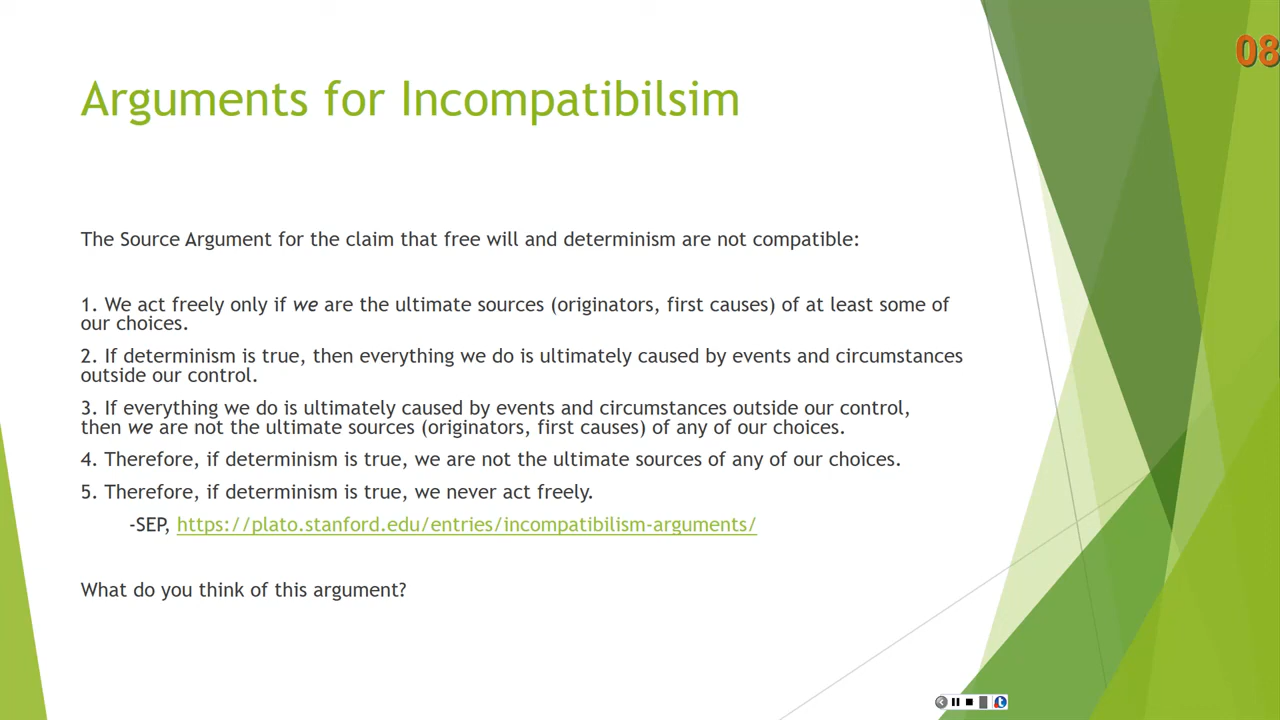 08
Arguments for Incompatibilsim
The Source Argument for the claim that free will and determinism are not compatible:
1. We act freely only if we are the ultimate sources (originators, first causes) of at least some of
our choices.
2. If determinism is true, then everything we do is ultimately caused by events and circumstances
outside our control.
3. If everything we do is ultimately caused by events and circumstances outside our control,
then we are not the ultimate sources (originators, first causes) of any of our choices.
4. Therefore, if determinism is true, we are not the ultimate sources of any of our choices.
5. Therefore, if determinism is true, we never act freely.
-SEP, https://plato.stanford.edu/entries/incompatibilism-arguments/
What do you think of this argument?